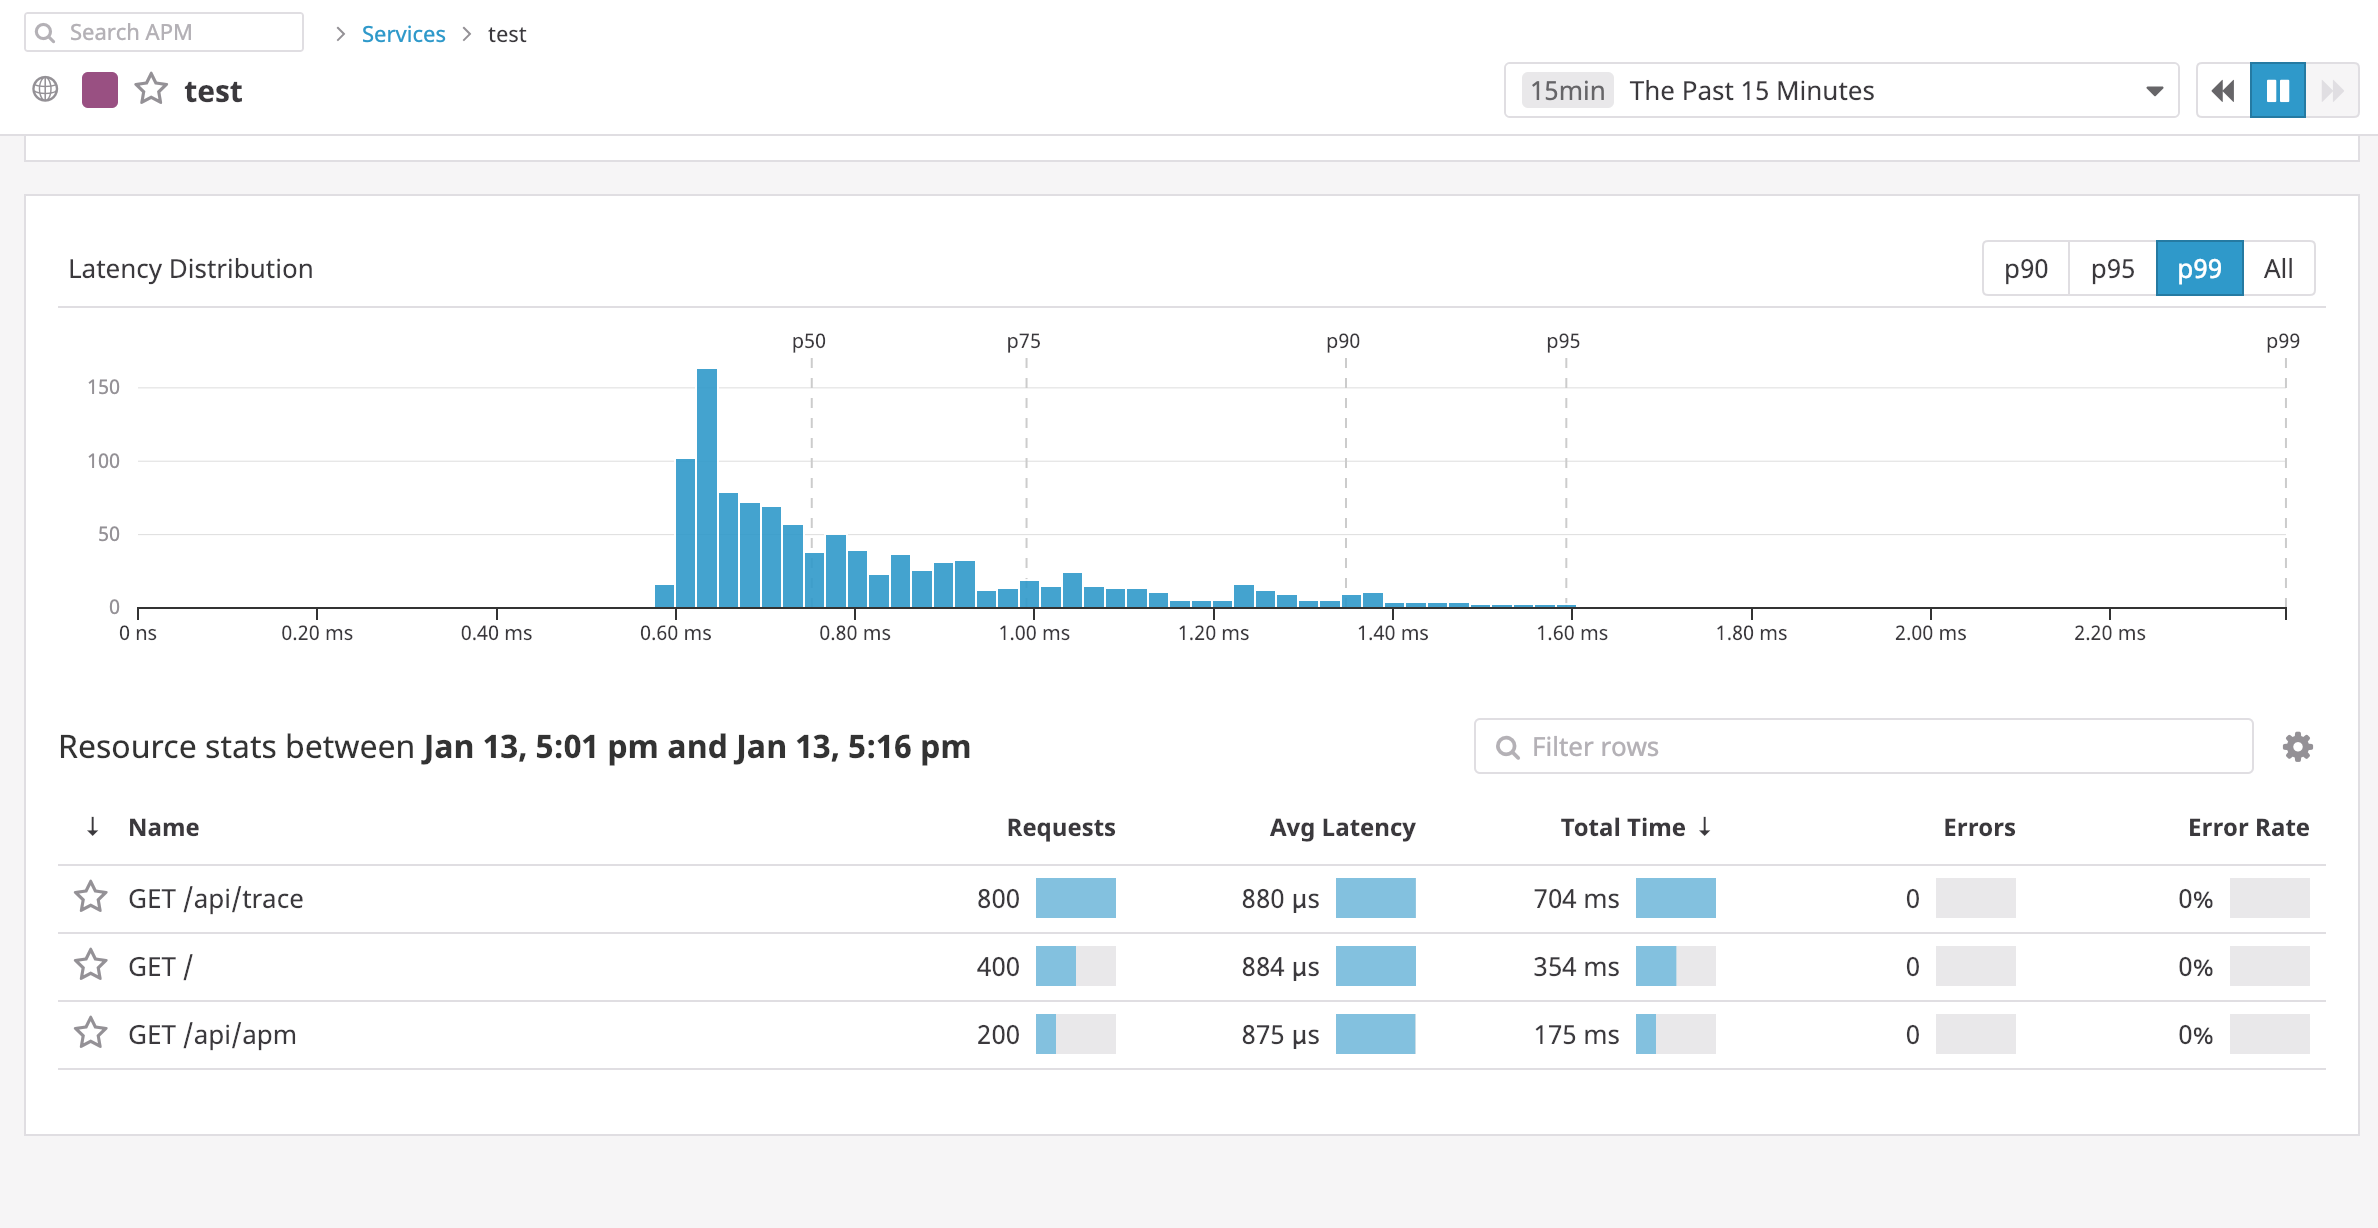 Search APM > Services > test
test
15min The Past 15 Minutes
Latency Distribution
p90 p95 p99 All
p50 p75 p90 p95 p99
150
100
50
0
0 ns 0.20 ms 0.40 ms 0.60 ms 0.80 ms 1.00 ms 1.20 ms 1.40 ms 1.60 ms 1.80 ms 2.00 ms 2.20 ms
Resource stats between Jan 13, 5:01 pm and Jan 13, 5:16 pm
Filter rows
↓ Name Requests Avg Latency Total Time ↓ Errors Error Rate
GET /api/trace 800 880 µs 704 ms 0 0%
GET / 400 884 µs 354 ms 0 0%
GET /api/apm 200 875 µs 175 ms 0 0%